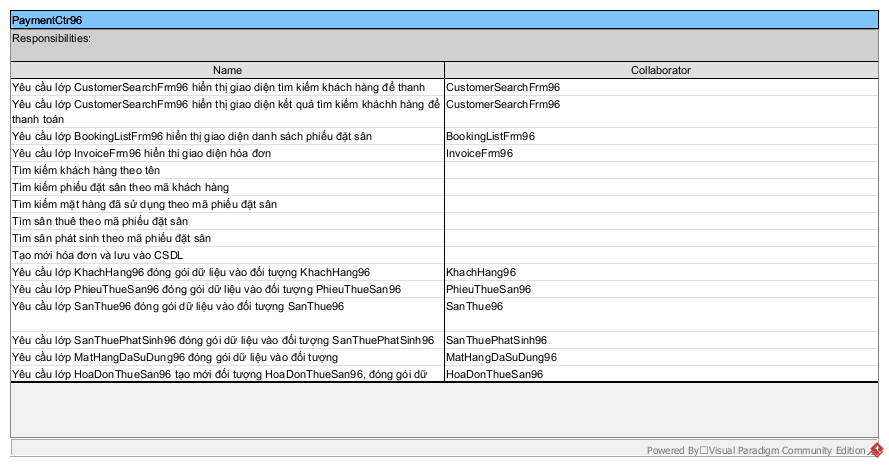 PaymentCtr96
Responsibilities:
Name Collaborator
Yêu cầu lớp CustomerSearchFrm96 hiển thị giao diện tìm kiếm khách hàng để thanh CustomerSearchFrm96
Yêu cầu lớp CustomerSearchFrm96 hiển thị giao diện kết quả tìm kiếm kháchh hàng để CustomerSearchFrm96
thanh toán
Yêu cầu lớp BookingListFrm96 hiển thị giao diện danh sách phiếu đặt sân BookingListFrm96
Yêu cầu lớp InvoiceFrm96 hiển thi giao diện hóa đơn InvoiceFrm96
Tìm kiếm khách hàng theo tên
Tìm kiếm phiếu đặt sân theo mã khách hàng
Tìm kiếm mặt hàng đã sử dụng theo mã phiếu đặt sân
Tìm sân thuê theo mã phiếu đặt sân
Tìm sân phát sinh theo mã phiếu đặt sân
Tạo mới hóa đơn và lưu vào CSDL
Yêu cầu lớp KhachHang96 đóng gói dữ liệu vào đối tượng KhachHang96 KhachHang96
Yêu cầu lớp PhieuThueSan96 đóng gói dữ liệu vào đối tượng PhieuThueSan96 PhieuThueSan96
Yêu cầu lớp SanThue96 đóng gói dữ liệu vào đối tượng SanThue96 SanThue96
Yêu cầu lớp SanThuePhatSinh96 đóng gói dữ liệu vào đối tượng SanThuePhatSinh96 SanThuePhatSinh96
Yêu cầu lớp MatHangDaSuDung96 đóng gói dữ liệu vào đối tượng MatHangDaSuDung96
Yêu cầu lớp HoaDonThueSan96 tạo mới đối tượng HoaDonThueSan96, đóng gói dữ HoaDonThueSan96
Powered By□Visual Paradigm Community Edition